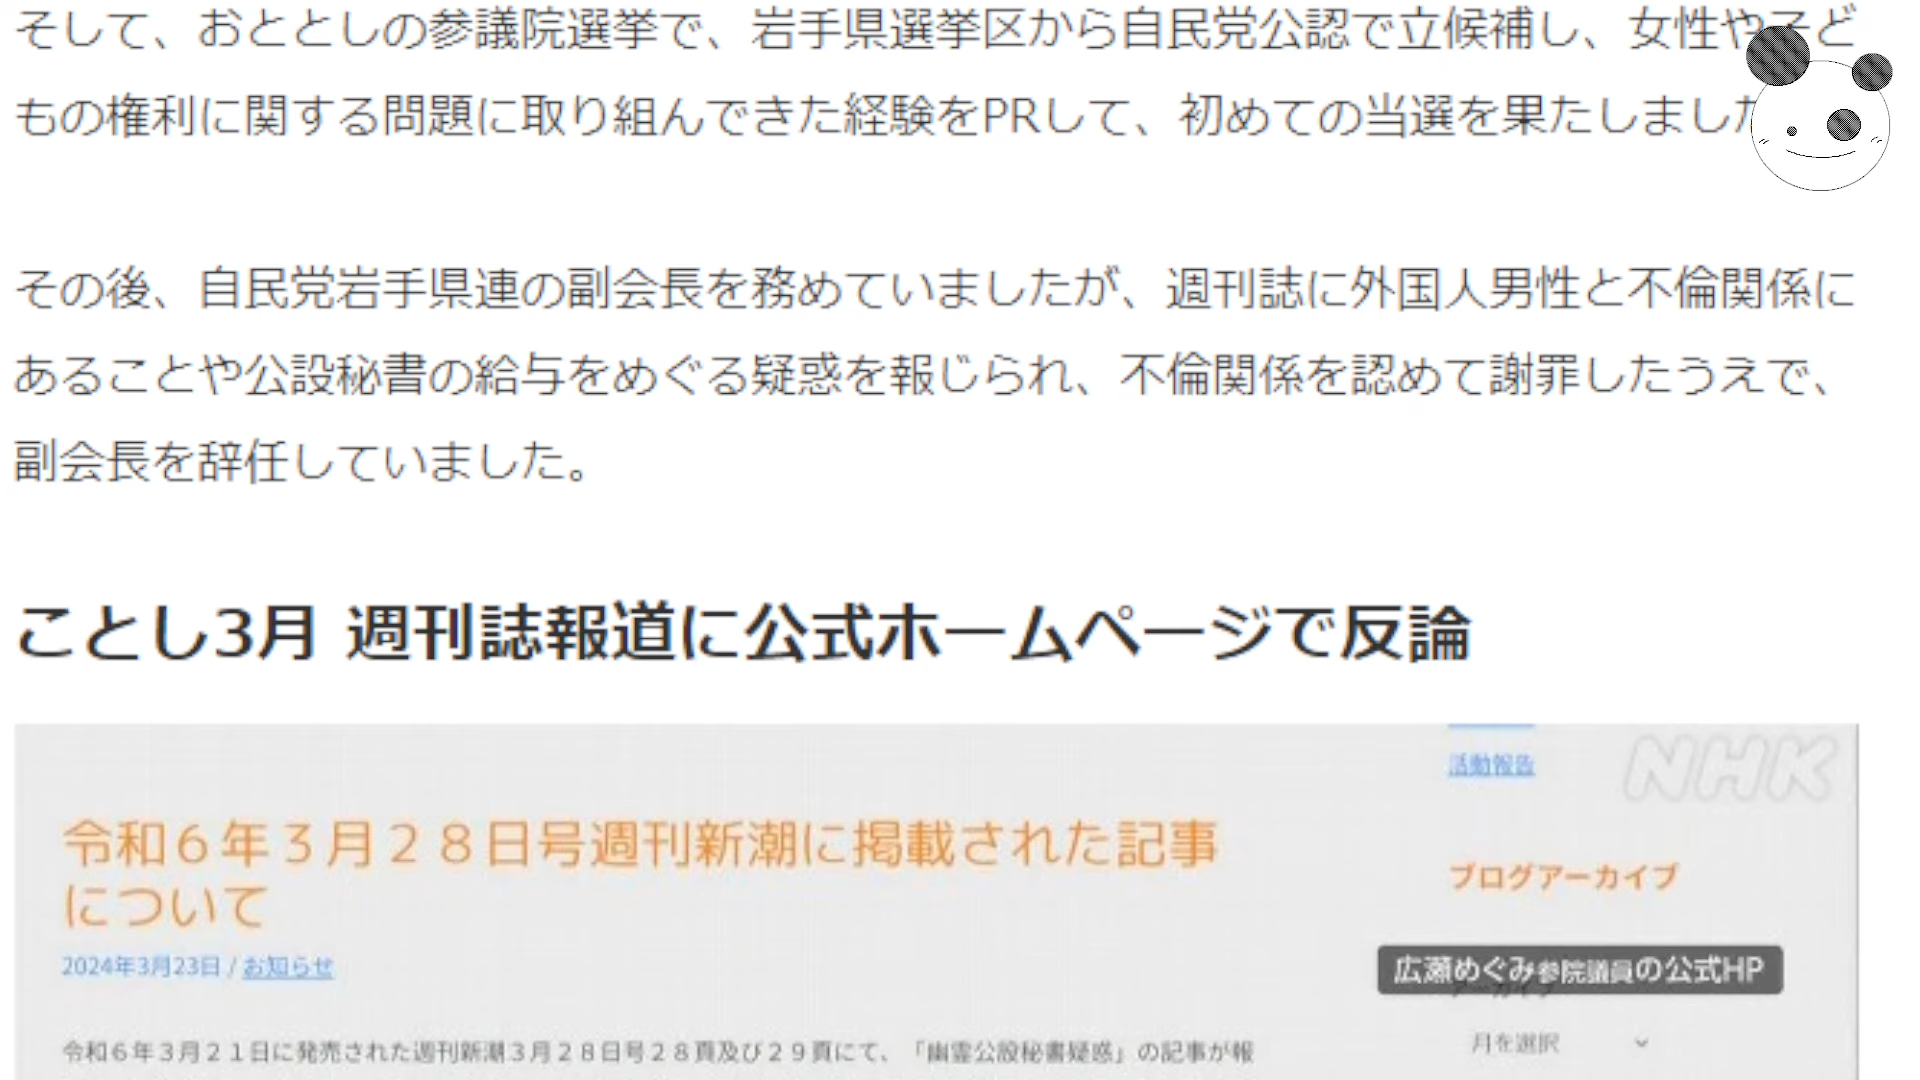 そして、おととしの参議院選挙で、岩手県選挙区から自民党公認で立候補し、女性や子ど
もの権利に関する問題に取り組んできた経験をPRして、初めての当選を果たしました
その後、自民党岩手県連の副会長を務めていましたが、週刊誌に外国人男性と不倫関係に
あることや公設秘書の給与をめぐる疑惑を報じられ、不倫関係を認めて謝罪したうえで、
副会長を辞任していました。
ことし3月 週刊誌報道に公式ホームページで反論
活動報告
NHK
令和６年３月２８日号週刊新潮に掲載された記事
について
ブログアーカイブ
2024年3月23日 / お知らせ
広瀬めぐみ参院議員の公式HP
アーカイブ
月を選択
令和６年３月２１日に発売された週刊新潮３月２８日号２８頁及び２９頁にて、「幽霊公設秘書疑惑」の記事が報